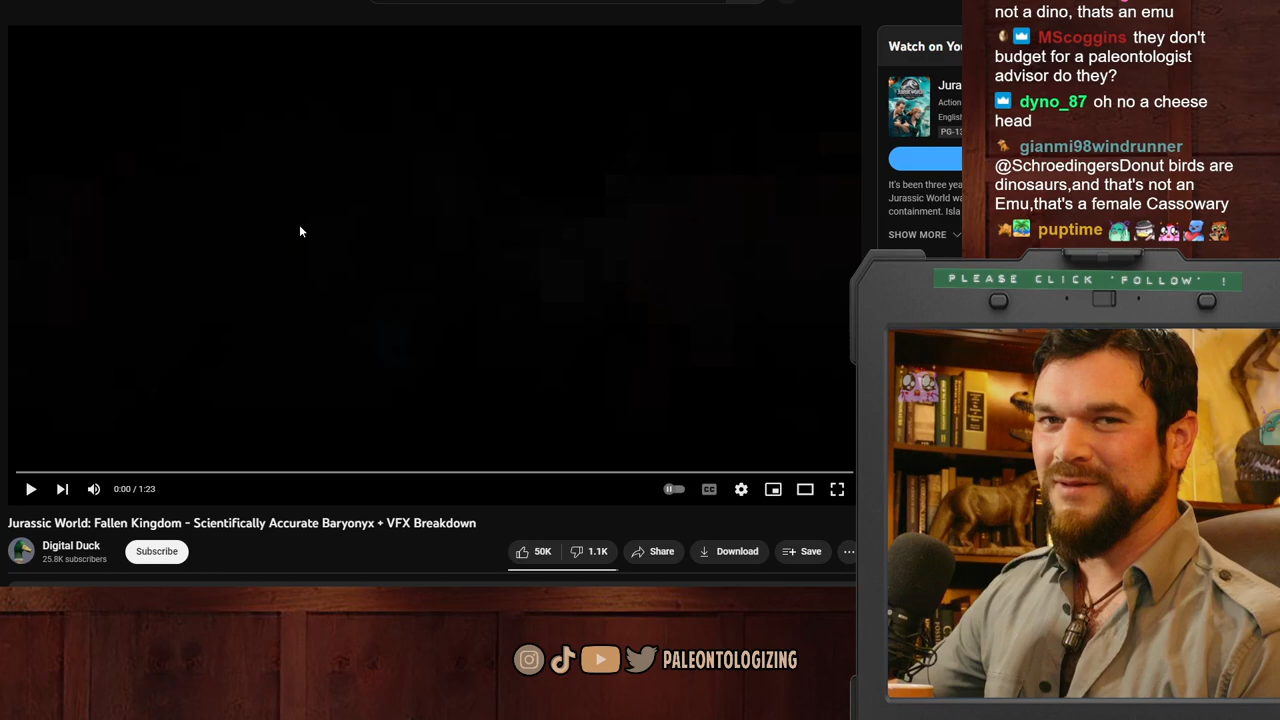 not a dino, thats an emu
MScoggins they don't
budget for a paleontologist
advisor do they?
dyno_87 oh no a cheese
head
gianmi98windrunner
@SchroedingersDonut birds are
dinosaurs,and that's not an
Emu,that's a female Cassowary
puptime
Watch on You
Jura
Action
English
PG-13
It's been three yea
Jurassic World wa
containment. Isla
SHOW MORE
PLEASE CLICK 'FOLLOW' !
0:00 / 1:23
CC
Jurassic World: Fallen Kingdom - Scientifically Accurate Baryonyx + VFX Breakdown
Digital Duck
25.8K subscribers
Subscribe
50K
1.1K
Share
Download
Save
PALEONTOLOGIZING